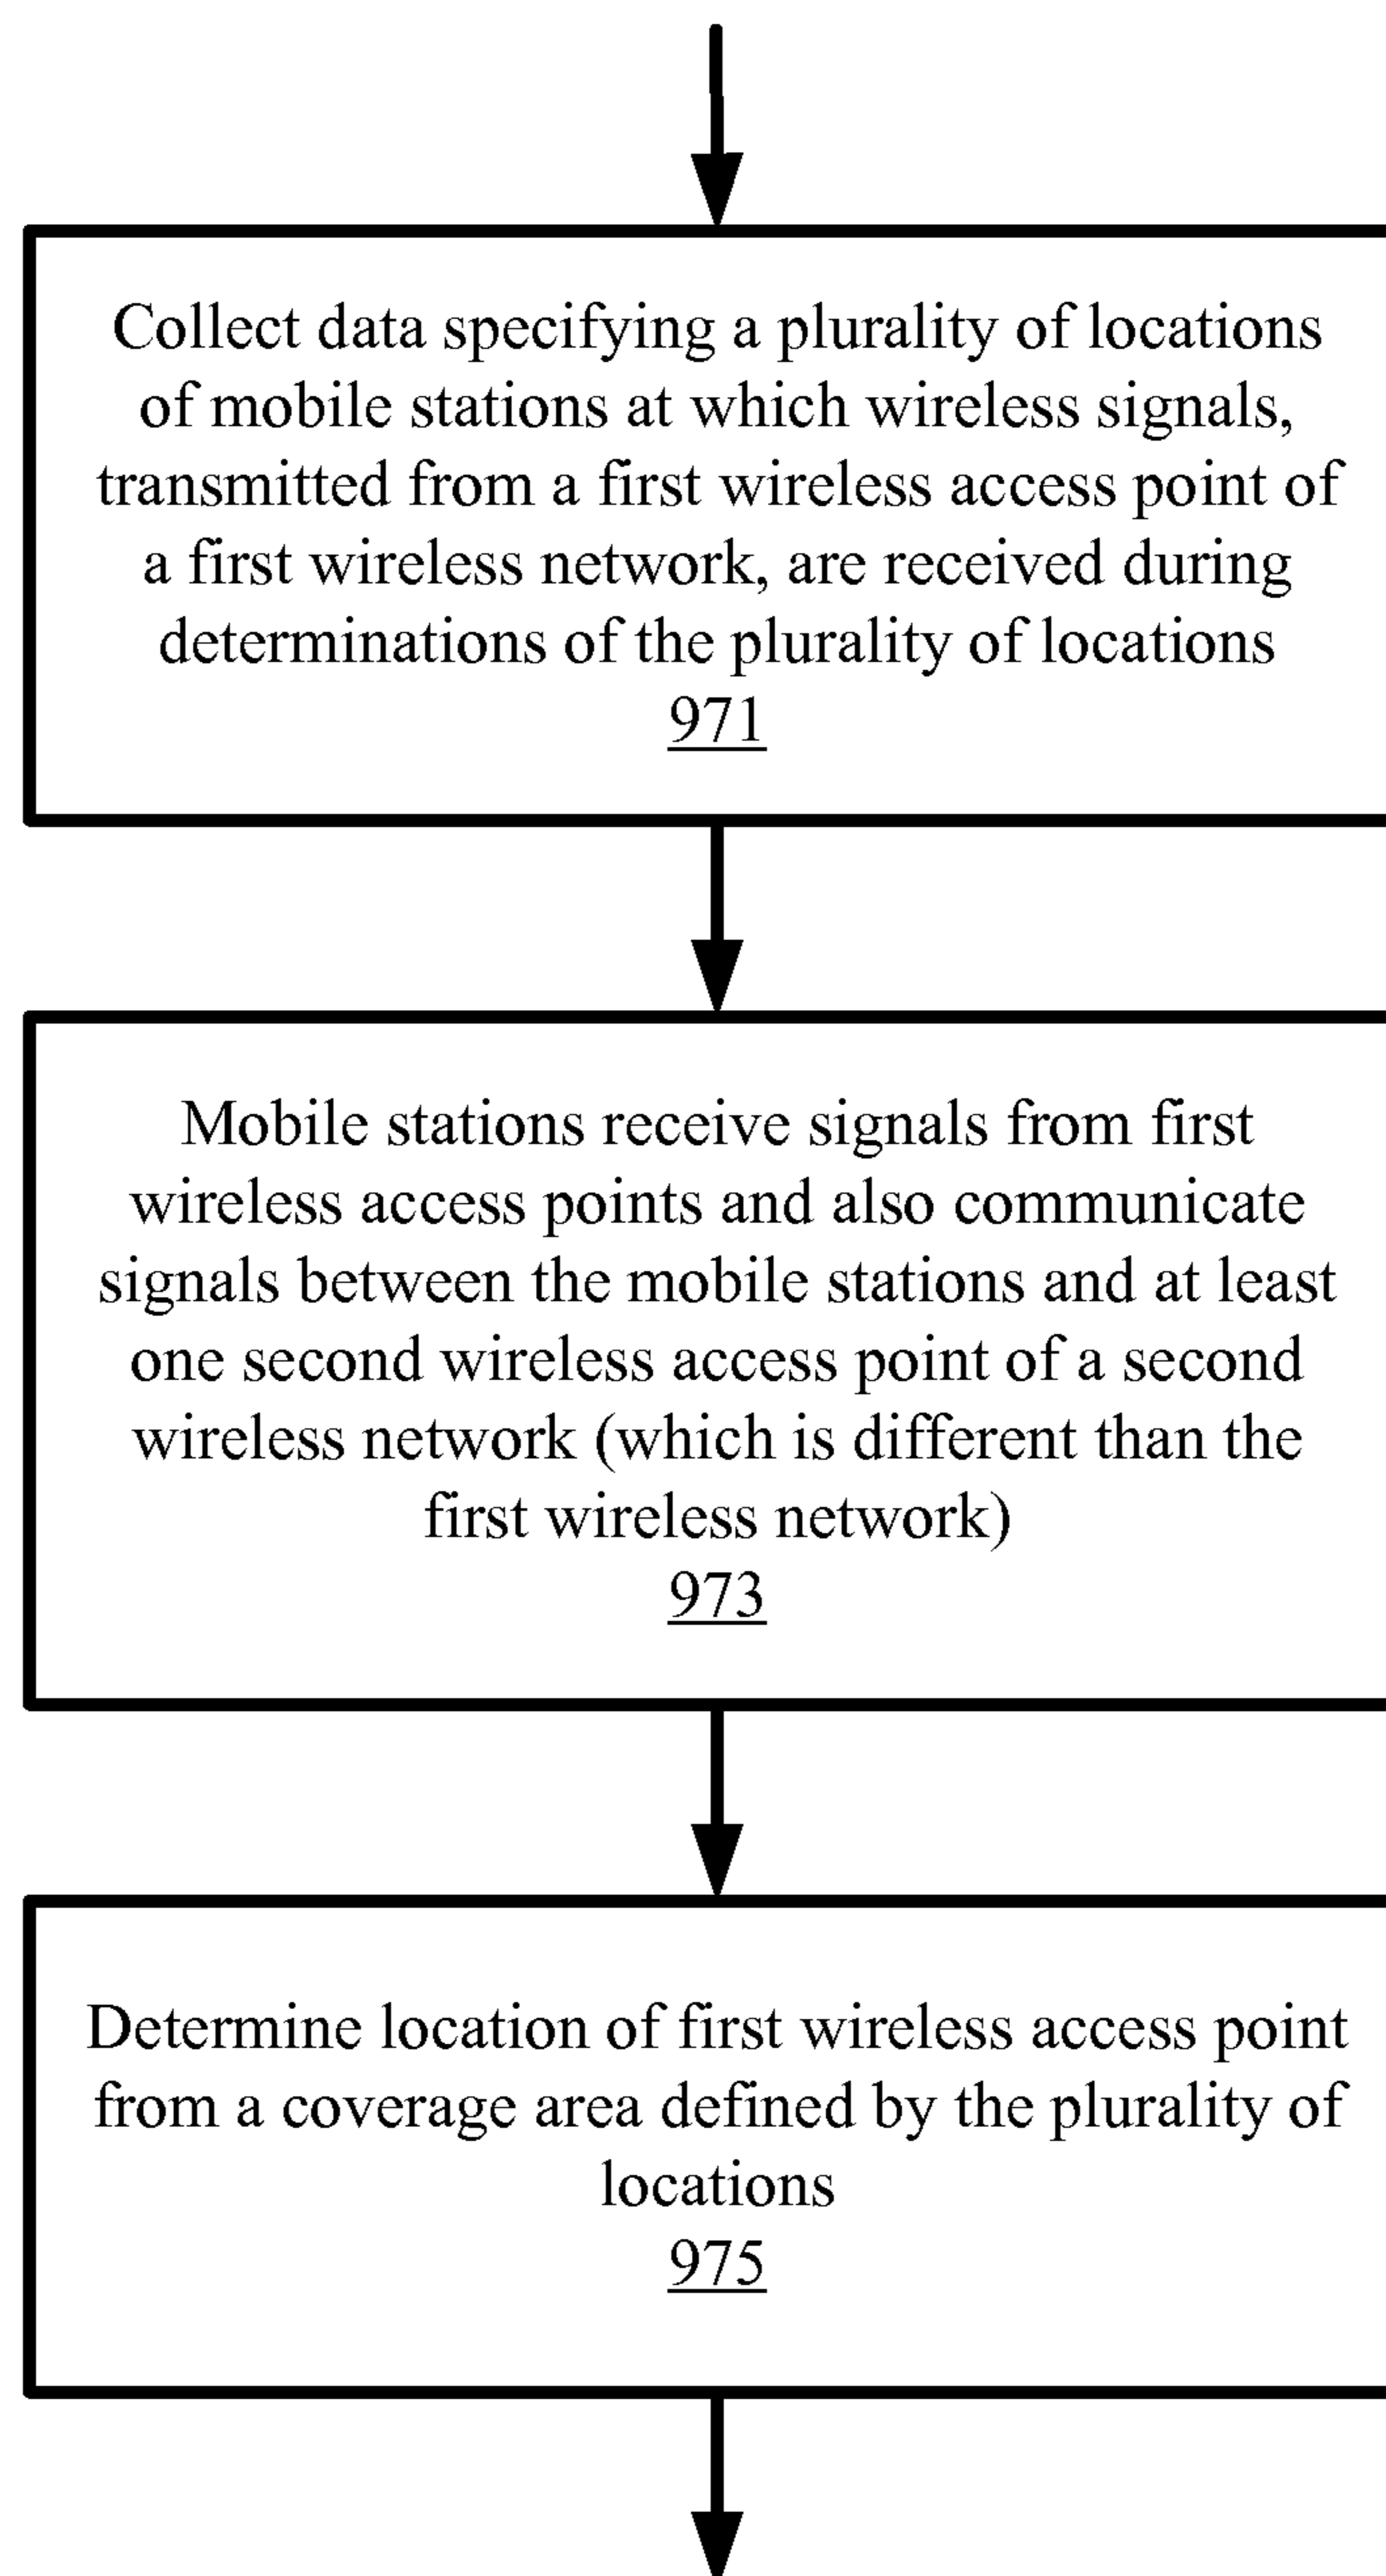 Collect data specifying a plurality of locations
of mobile stations at which wireless signals,
transmitted from a first wireless access point of
a first wireless network, are received during
determinations of the plurality of locations
971
Mobile stations receive signals from first
wireless access points and also communicate
signals between the mobile stations and at least
one second wireless access point of a second
wireless network (which is different than the
first wireless network)
973
Determine location of first wireless access point
from a coverage area defined by the plurality of
locations
975